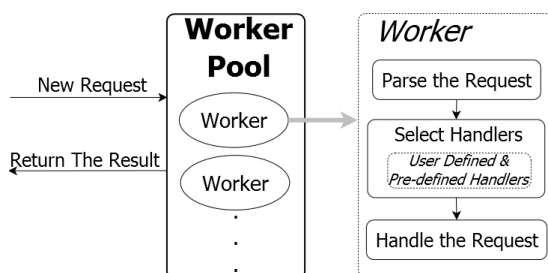 Worker
Pool
New Request
Worker
Return The Result
Worker
Worker
Parse the Request
Select Handlers
User Defined &
Pre-defined Handlers
Handle the Request